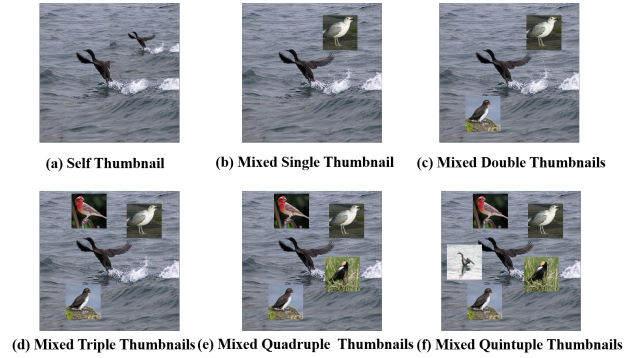 (a) Self Thumbnail
(b) Mixed Single Thumbnail
(c) Mixed Double Thumbnails
(d) Mixed Triple Thumbnails
(e) Mixed Quadruple Thumbnails
(f) Mixed Quintuple Thumbnails